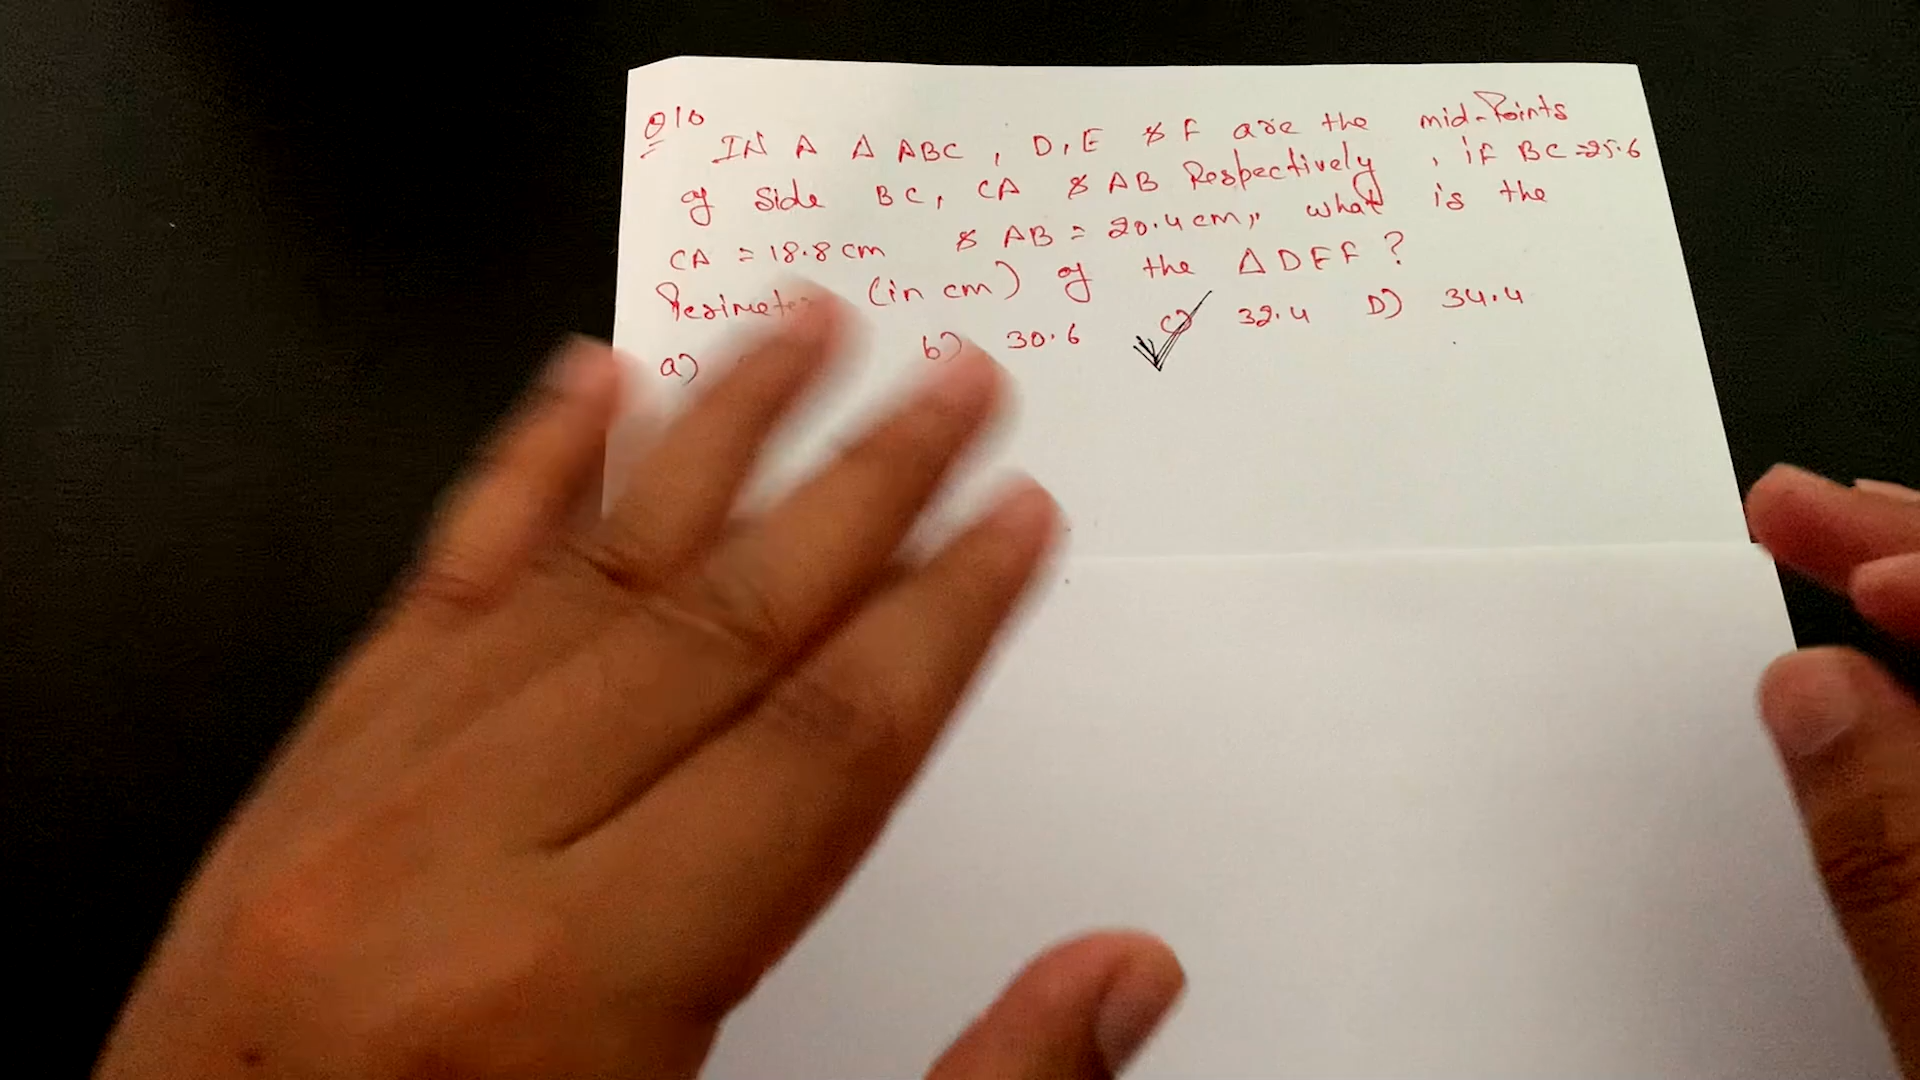 Q10
IN A Δ ABC, D, E & F are the mid-Points
of side BC, CA & AB Respectively, if BC = 25.6
CA = 18.8 cm & AB = 20.4 cm, what is the
(in cm) of the Δ DEF ?
a) b) 30.6 c) 32.4 D) 34.4